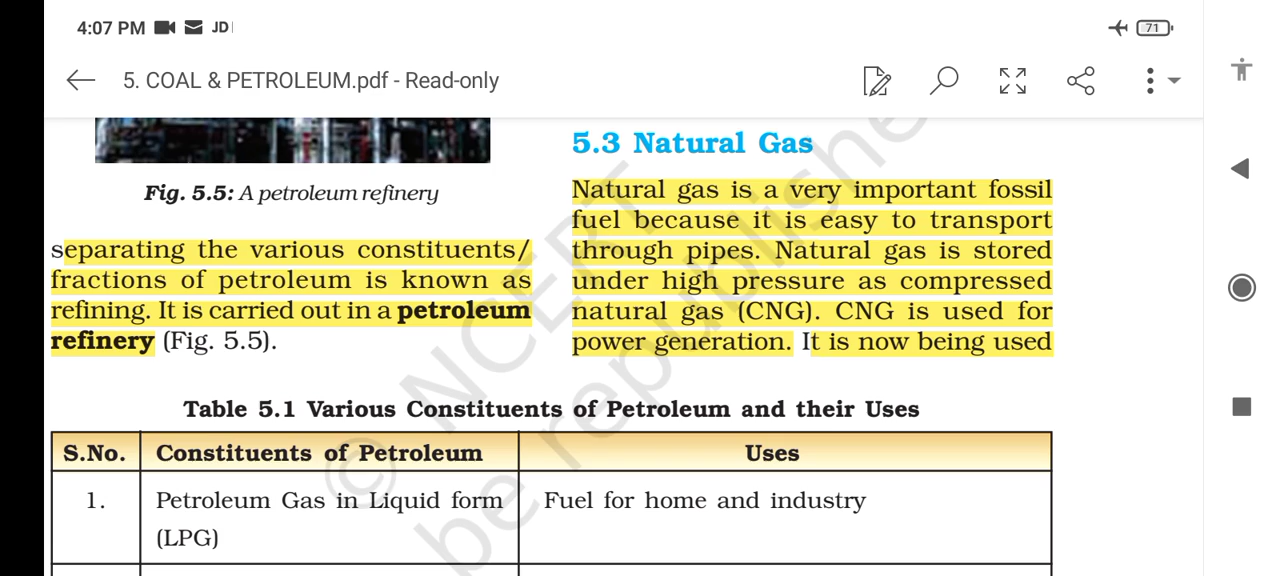 4:07 PM JD
71
5. COAL & PETROLEUM.pdf - Read-only
Fig. 5.5: A petroleum refinery
separating the various constituents/
fractions of petroleum is known as
refining. It is carried out in a petroleum
refinery (Fig. 5.5).
5.3 Natural Gas
Natural gas is a very important fossil
fuel because it is easy to transport
through pipes. Natural gas is stored
under high pressure as compressed
natural gas (CNG). CNG is used for
power generation. It is now being used
Table 5.1 Various Constituents of Petroleum and their Uses
S.No. Constituents of Petroleum Uses
1. Petroleum Gas in Liquid form Fuel for home and industry
(LPG)
© NCERT
be republishe